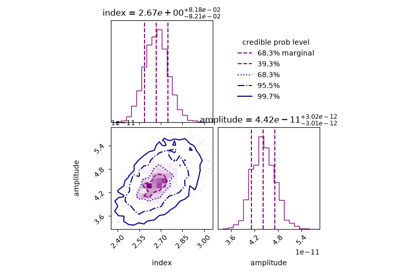 index = 2.67e+00+8.18e−02−8.21e−02
credible prob level
68.3% marginal
39.3%
68.3%
95.5%
99.7%
1e−11
amplitude = 4.42e−11+3.02e−12−3.01e−12
5.4
4.8
4.2
3.6
amplitude
2.40 2.55 2.70 2.85 3.00
index
3.6 4.2 4.8 5.4
1e−11
amplitude